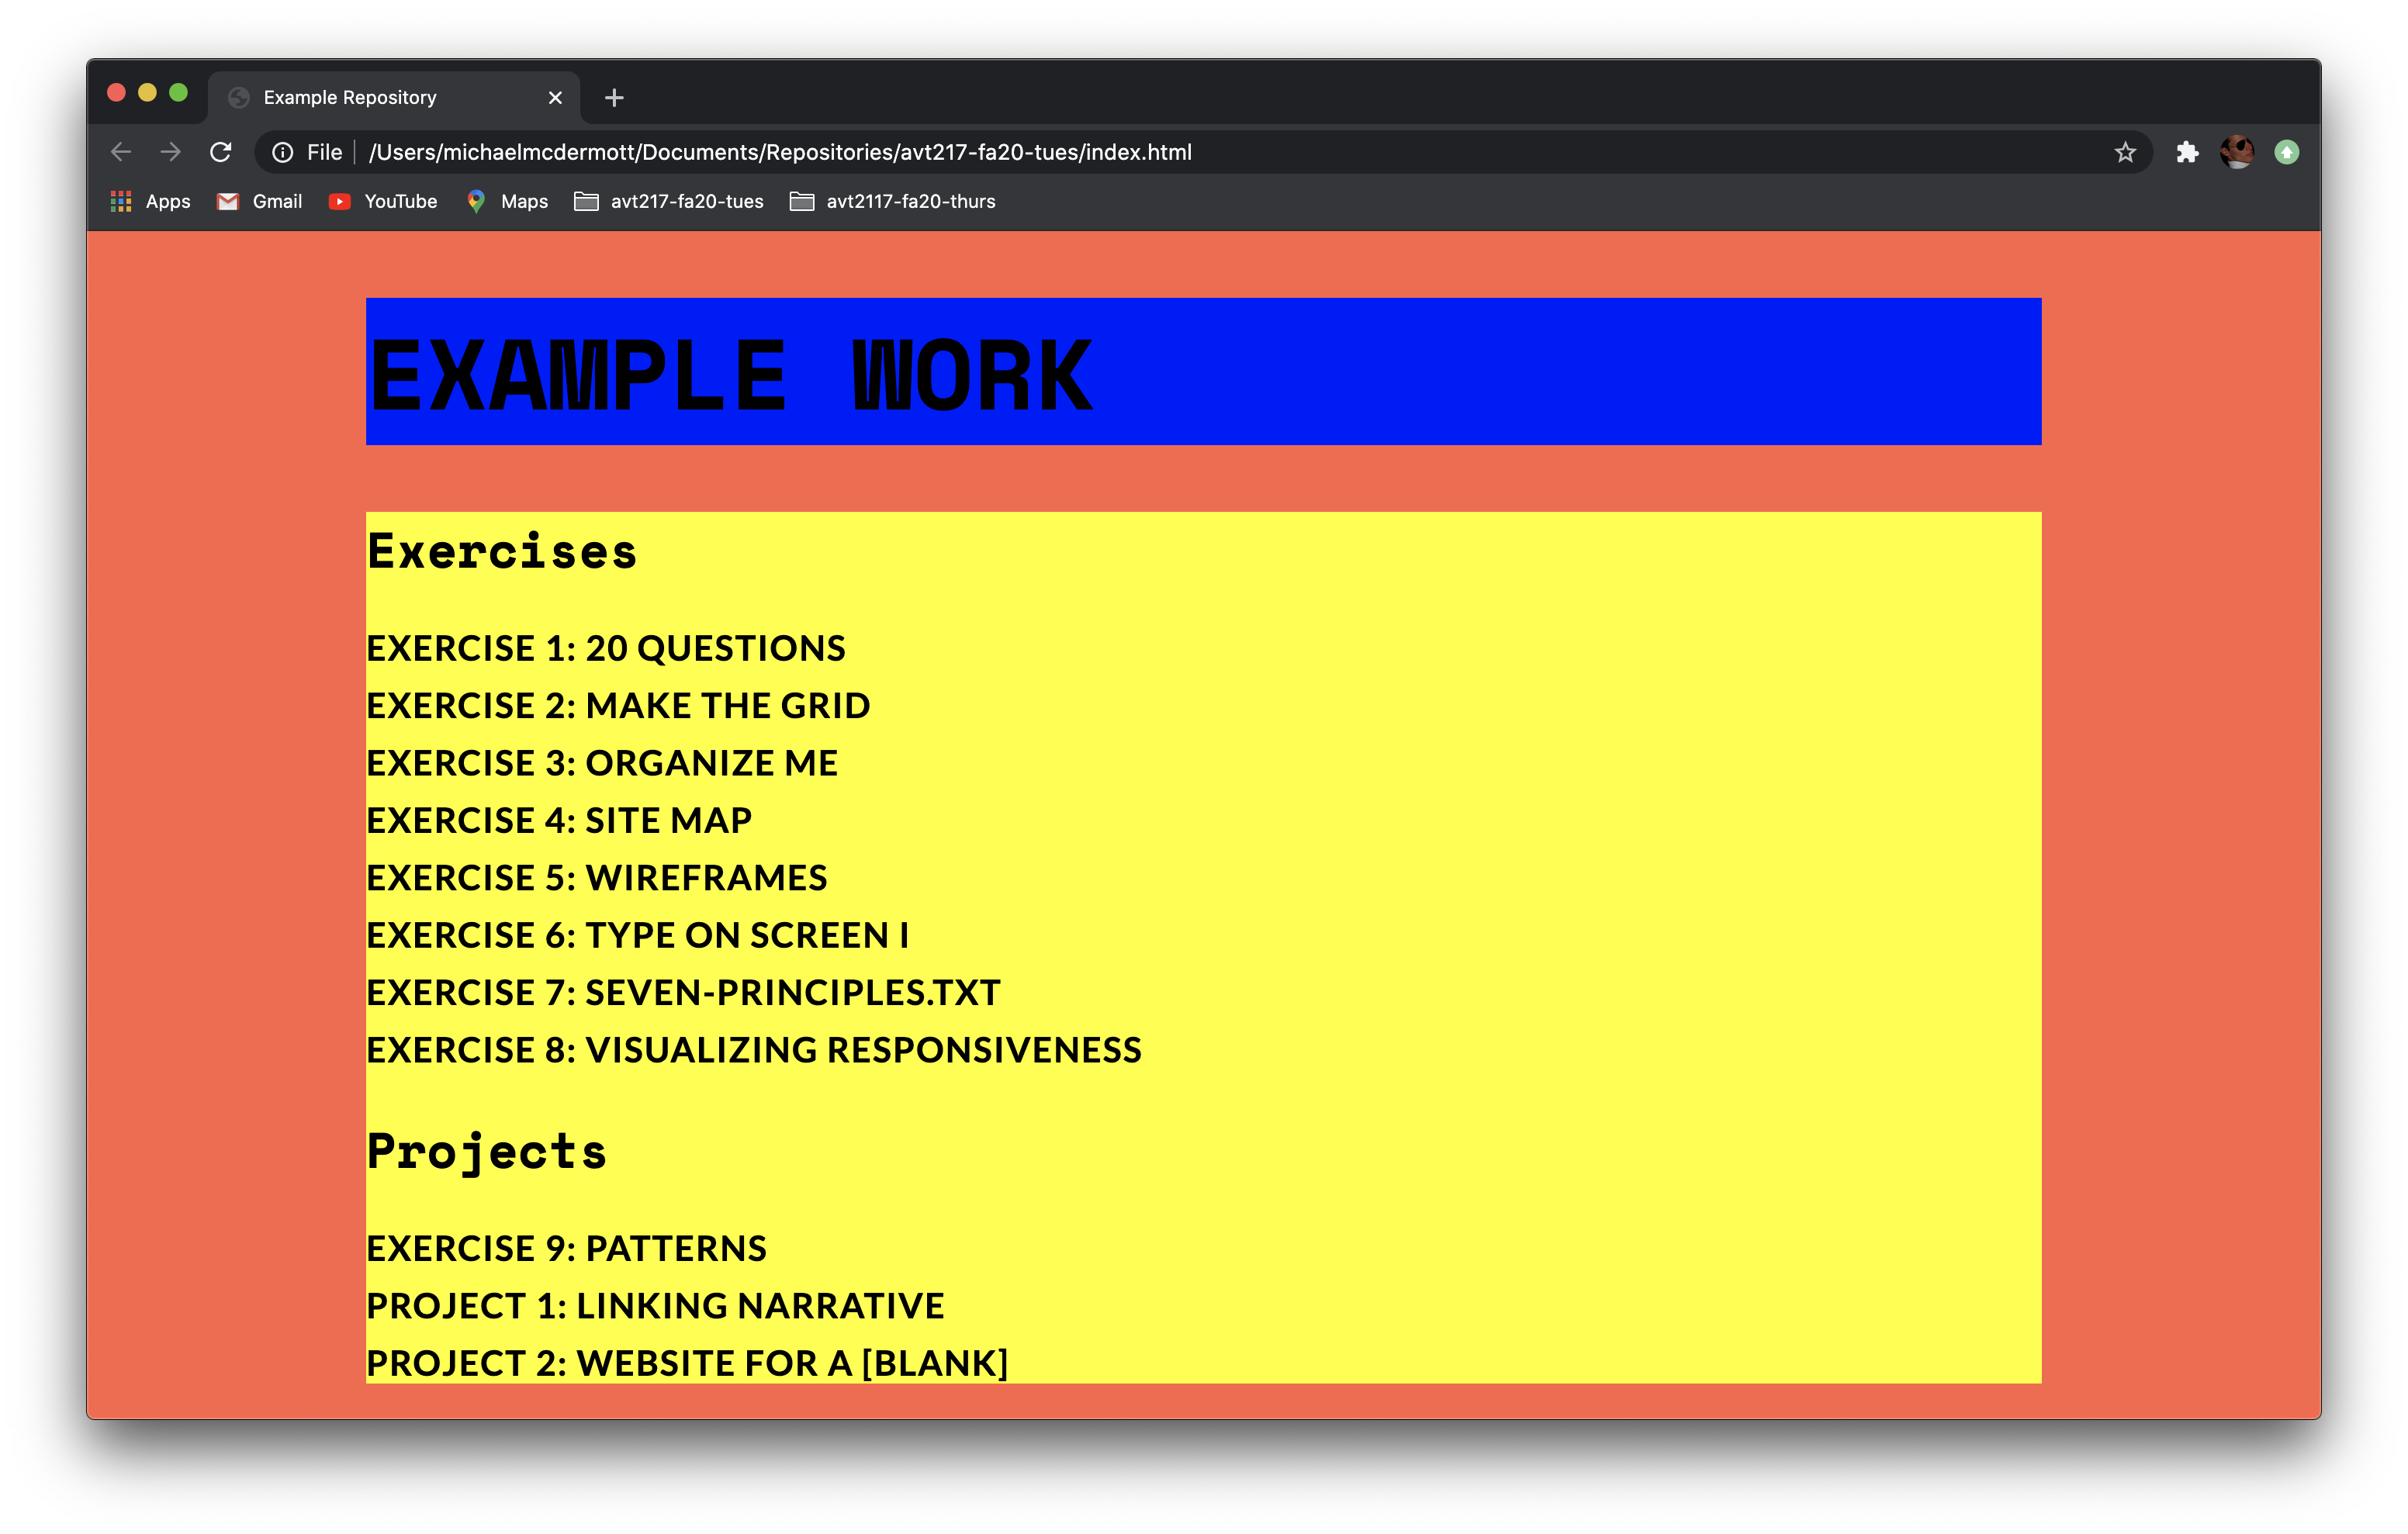 Example Repository
File /Users/michaelmcdermott/Documents/Repositories/avt217-fa20-tues/index.html
Apps Gmail YouTube Maps avt217-fa20-tues avt2117-fa20-thurs
EXAMPLE WORK
Exercises
EXERCISE 1: 20 QUESTIONS
EXERCISE 2: MAKE THE GRID
EXERCISE 3: ORGANIZE ME
EXERCISE 4: SITE MAP
EXERCISE 5: WIREFRAMES
EXERCISE 6: TYPE ON SCREEN I
EXERCISE 7: SEVEN-PRINCIPLES.TXT
EXERCISE 8: VISUALIZING RESPONSIVENESS
Projects
EXERCISE 9: PATTERNS
PROJECT 1: LINKING NARRATIVE
PROJECT 2: WEBSITE FOR A [BLANK]